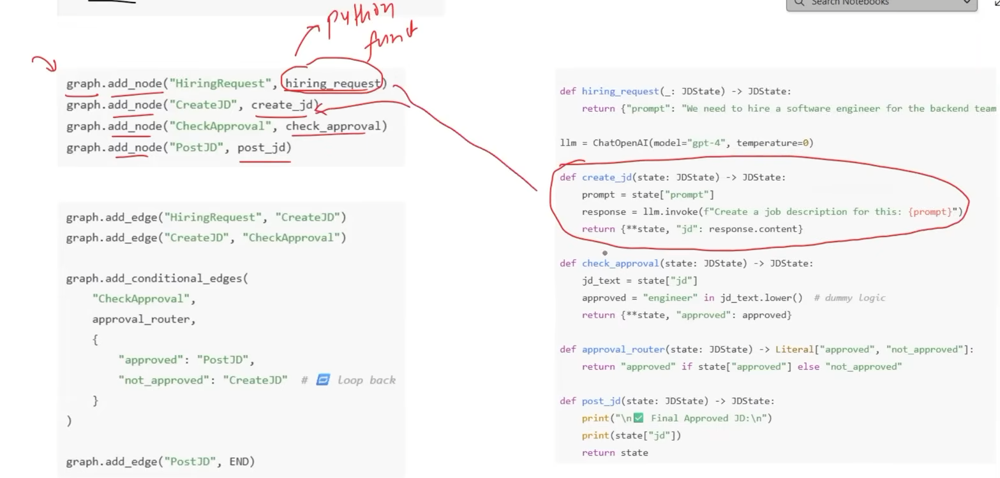 Search Notebooks
python
funct
graph.add_node("HiringRequest", hiring_request)
graph.add_node("CreateJD", create_jd)
graph.add_node("CheckApproval", check_approval)
graph.add_node("PostJD", post_jd)
graph.add_edge("HiringRequest", "CreateJD")
graph.add_edge("CreateJD", "CheckApproval")
graph.add_conditional_edges(
"CheckApproval",
approval_router,
{
"approved": "PostJD",
"not_approved": "CreateJD" # 🔁 loop back
}
)
graph.add_edge("PostJD", END)
def hiring_request(_: JDState) -> JDState:
return {"prompt": "We need to hire a software engineer for the backend team
llm = ChatOpenAI(model="gpt-4", temperature=0)
def create_jd(state: JDState) -> JDState:
prompt = state["prompt"]
response = llm.invoke(f"Create a job description for this: {prompt}")
return {**state, "jd": response.content}
def check_approval(state: JDState) -> JDState:
jd_text = state["jd"]
approved = "engineer" in jd_text.lower() # dummy logic
return {**state, "approved": approved}
def approval_router(state: JDState) -> Literal["approved", "not_approved"]:
return "approved" if state["approved"] else "not_approved"
def post_jd(state: JDState) -> JDState:
print("\n✅ Final Approved JD:\n")
print(state["jd"])
return state